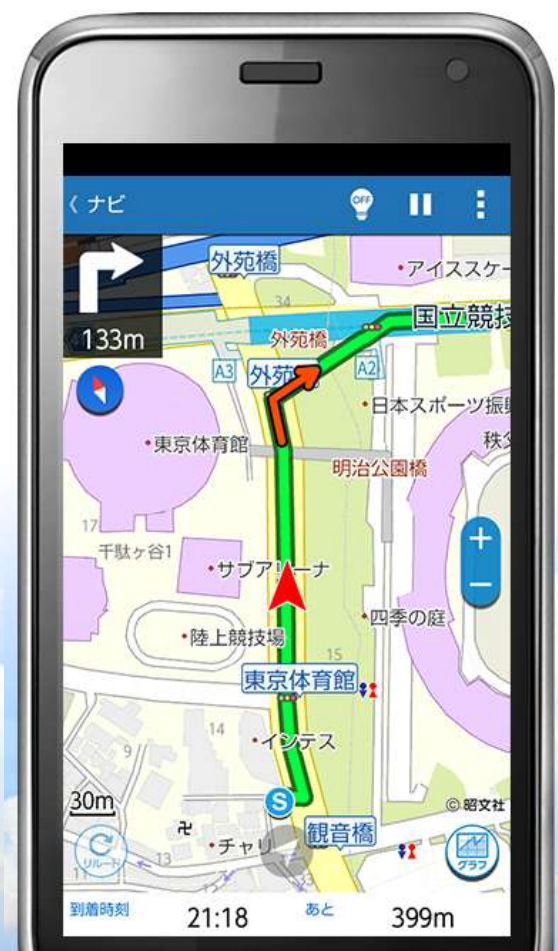 ナビ
OFF
133m
外苑橋
アイススケー
34
外苑橋
国立競技
A3
外苑
A2
日本スポーツ振興
東京体育館
秩父
明治公園橋
17
千駄ヶ谷1
サブアリーナ
+
−
四季の庭
陸上競技場
15
東京体育館
14
インテス
9
30m
S
© 昭文社
卍
チャリ
観音橋
リルート
13
11
グラフ
到着時刻
21:18
あと
399m